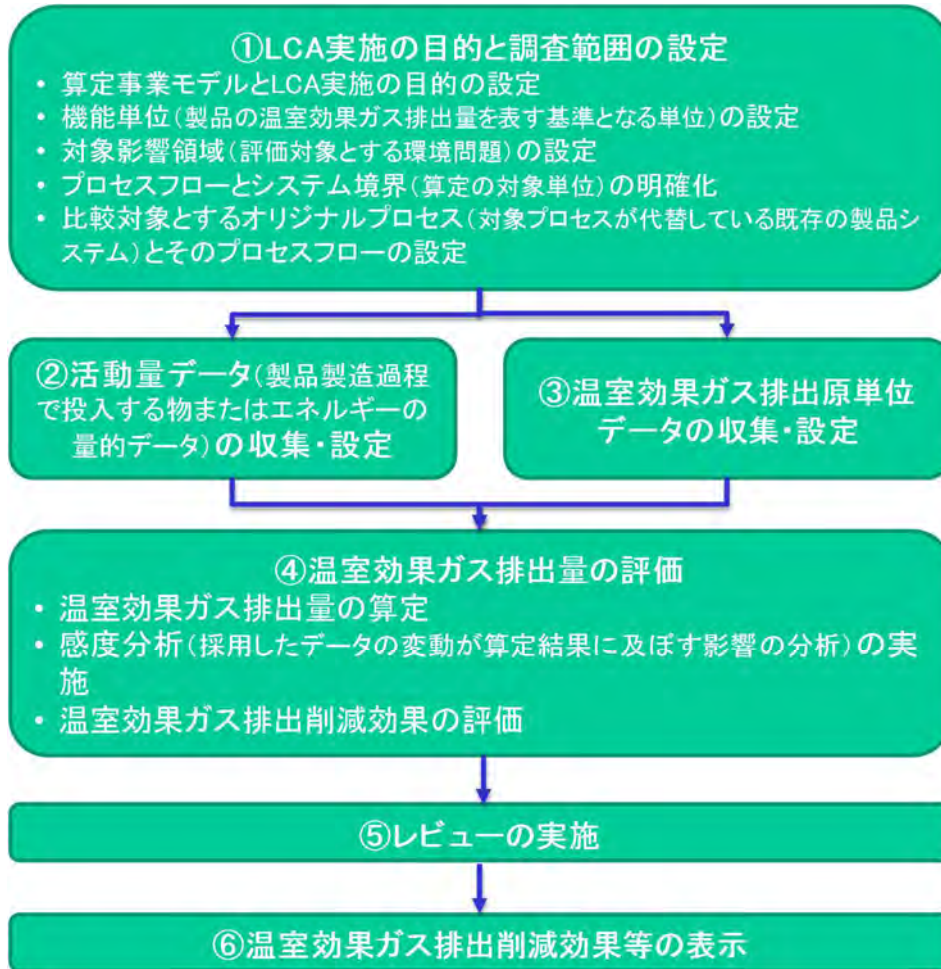 ①LCA実施の目的と調査範囲の設定
• 算定事業モデルとLCA実施の目的の設定
• 機能単位(製品の温室効果ガス排出量を表す基準となる単位)の設定
• 対象影響領域(評価対象とする環境問題)の設定
• プロセスフローとシステム境界(算定の対象単位)の明確化
• 比較対象とするオリジナルプロセス(対象プロセスが代替している既存の製品シ
ステム)とそのプロセスフローの設定
②活動量データ(製品製造過程
で投入する物またはエネルギーの
量的データ)の収集・設定
③温室効果ガス排出原単位
データの収集・設定
④温室効果ガス排出量の評価
• 温室効果ガス排出量の算定
• 感度分析(採用したデータの変動が算定結果に及ぼす影響の分析)の実
施
• 温室効果ガス排出削減効果の評価
⑤レビューの実施
⑥温室効果ガス排出削減効果等の表示